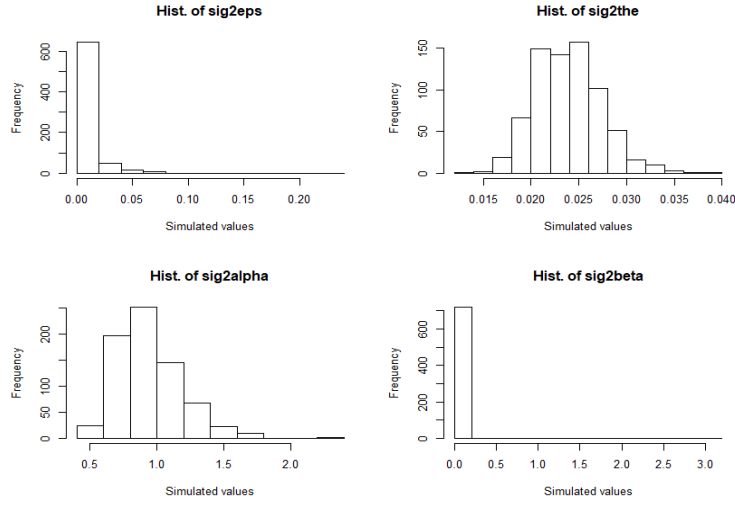 Hist. of sig2eps
Frequency
0 200 400 600
0.00 0.05 0.10 0.15 0.20
Simulated values
Hist. of sig2the
Frequency
0 50 100 150
0.015 0.020 0.025 0.030 0.035 0.040
Simulated values
Hist. of sig2alpha
Frequency
0 50 100 200
0.5 1.0 1.5 2.0
Simulated values
Hist. of sig2beta
Frequency
0 200 400 600
0.0 0.5 1.0 1.5 2.0 2.5 3.0
Simulated values